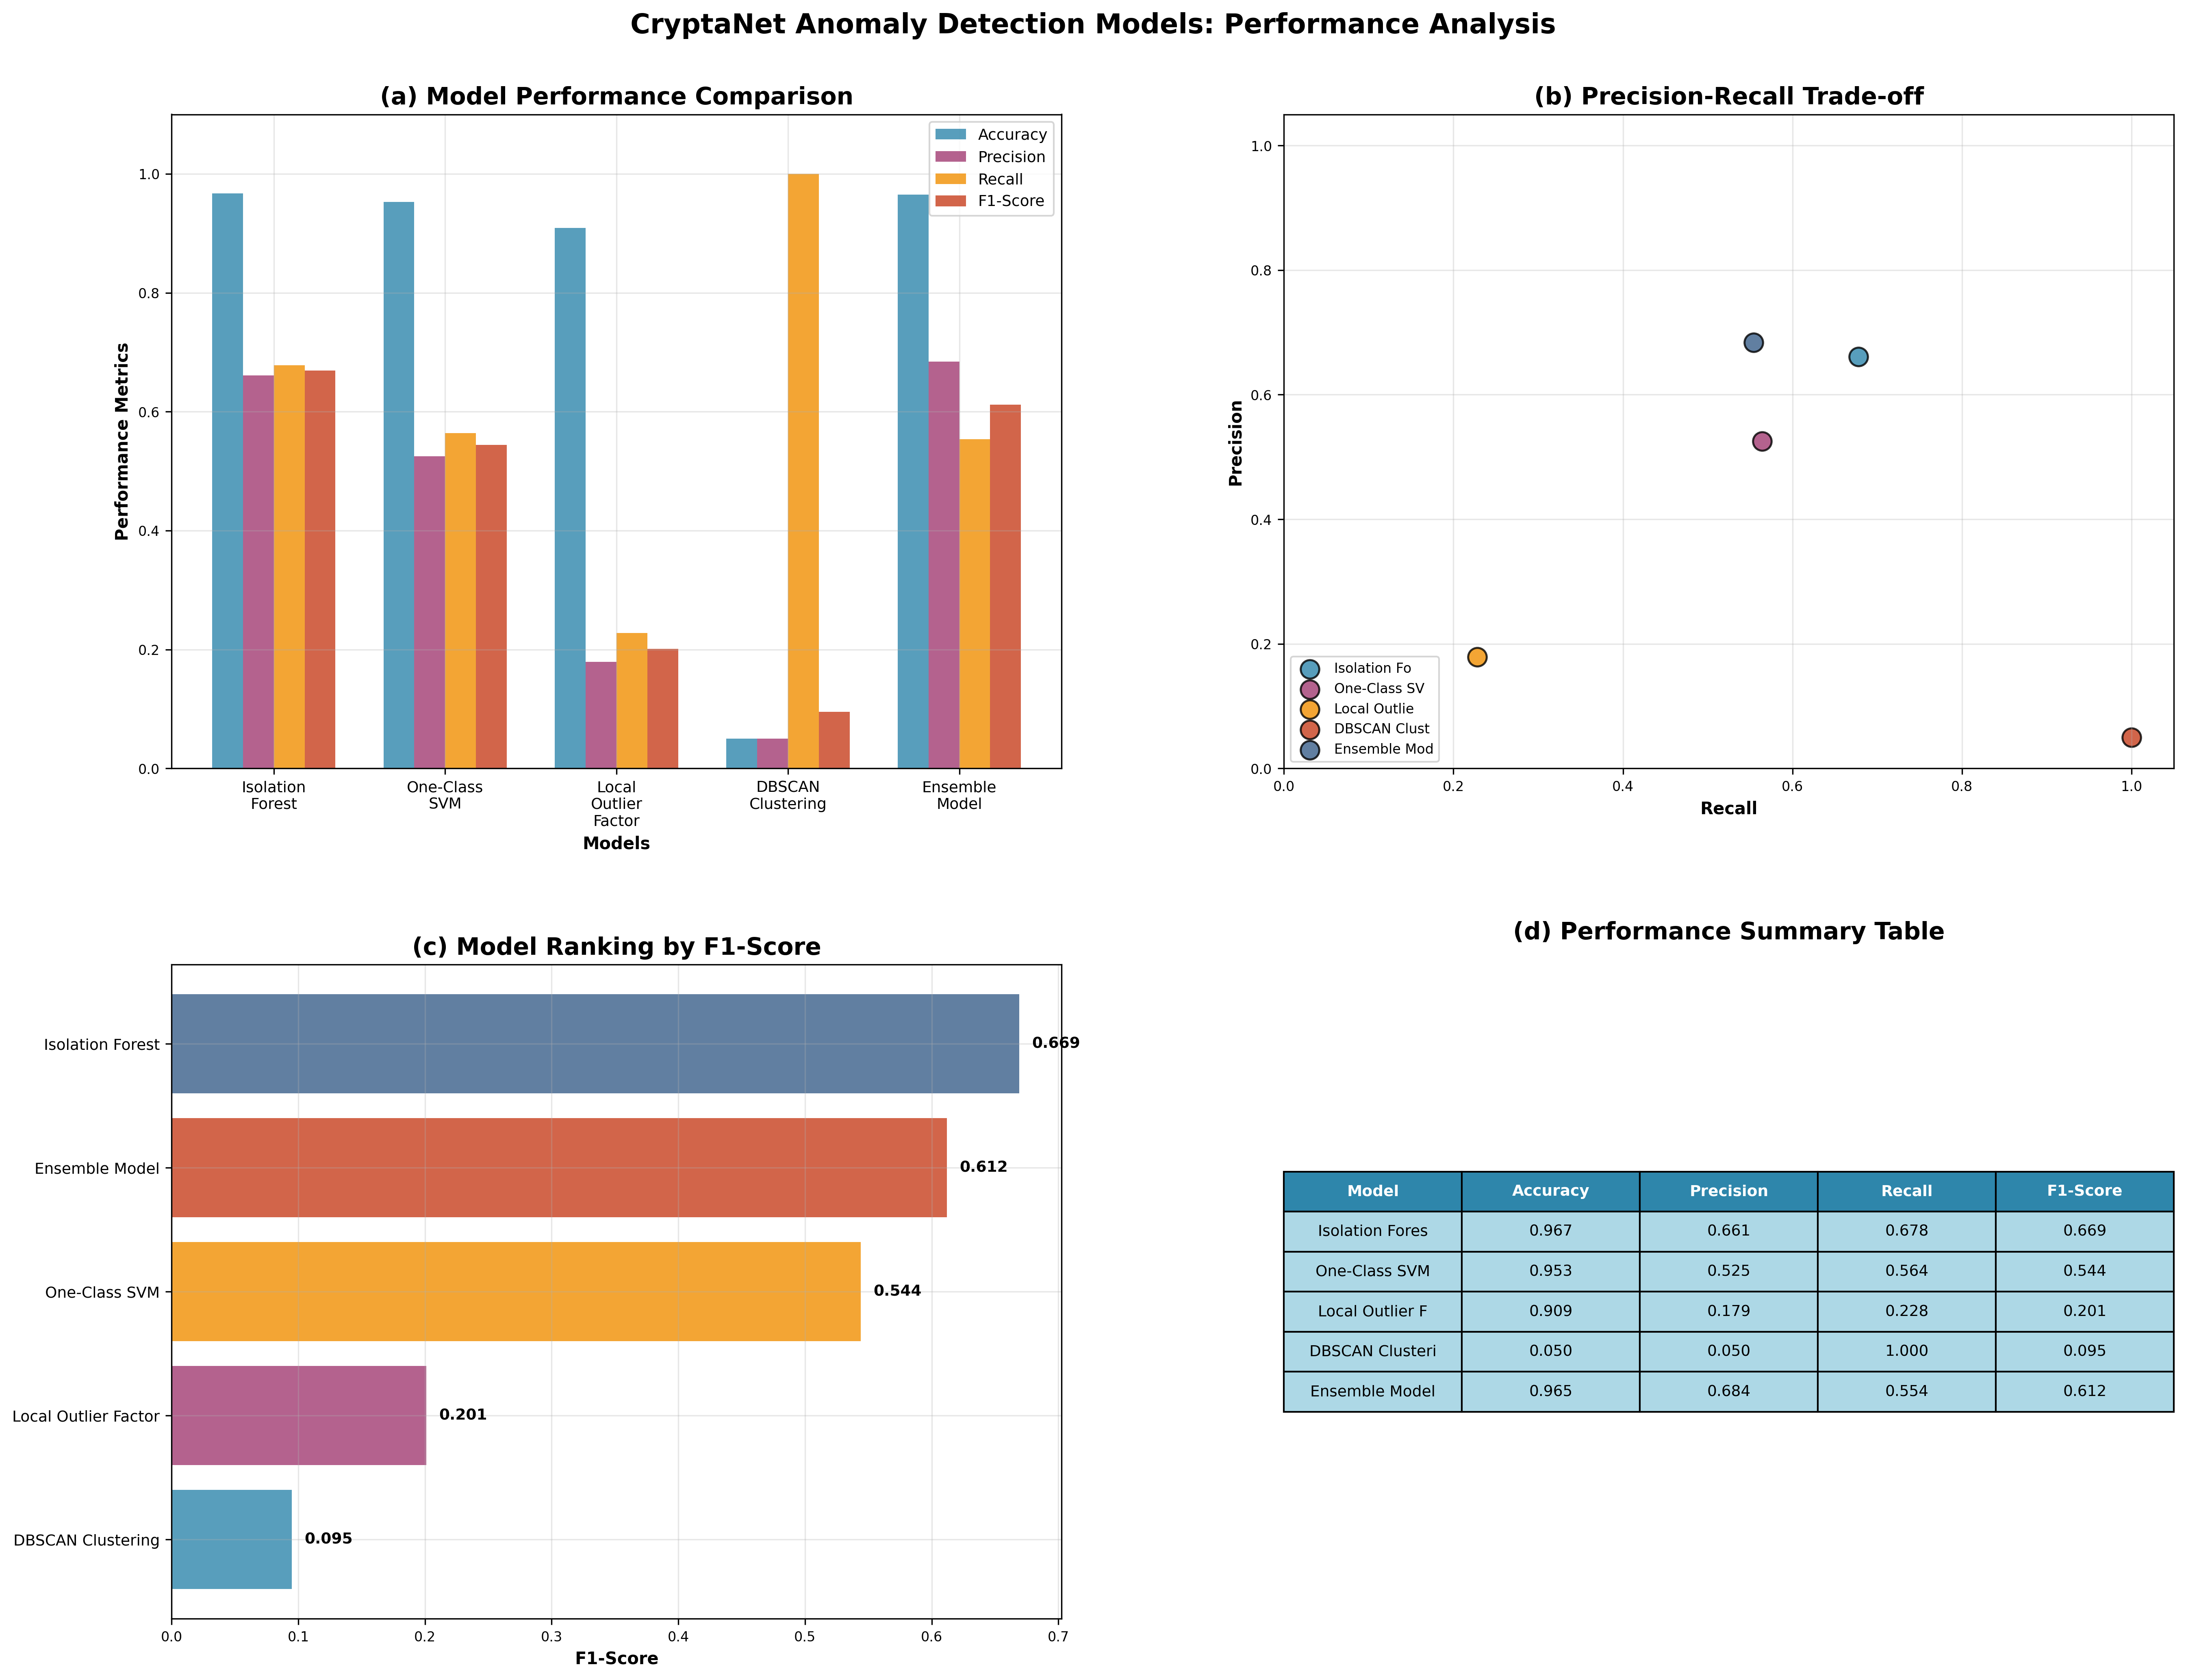 CryptaNet Anomaly Detection Models: Performance Analysis
(a) Model Performance Comparison
Performance Metrics
1.0
0.8
0.6
0.4
0.2
0.0
Accuracy
Precision
Recall
F1-Score
Isolation
Forest
One-Class
SVM
Local
Outlier
Factor
DBSCAN
Clustering
Ensemble
Model
Models
(b) Precision-Recall Trade-off
Precision
1.0
0.8
0.6
0.4
0.2
0.0
Isolation Fo
One-Class SV
Local Outlie
DBSCAN Clust
Ensemble Mod
0.0 0.2 0.4 0.6 0.8 1.0
Recall
(c) Model Ranking by F1-Score
Isolation Forest 0.669
Ensemble Model 0.612
One-Class SVM 0.544
Local Outlier Factor 0.201
DBSCAN Clustering 0.095
0.0 0.1 0.2 0.3 0.4 0.5 0.6 0.7
F1-Score
(d) Performance Summary Table
Model Accuracy Precision Recall F1-Score
Isolation Fores 0.967 0.661 0.678 0.669
One-Class SVM 0.953 0.525 0.564 0.544
Local Outlier F 0.909 0.179 0.228 0.201
DBSCAN Clusteri 0.050 0.050 1.000 0.095
Ensemble Model 0.965 0.684 0.554 0.612